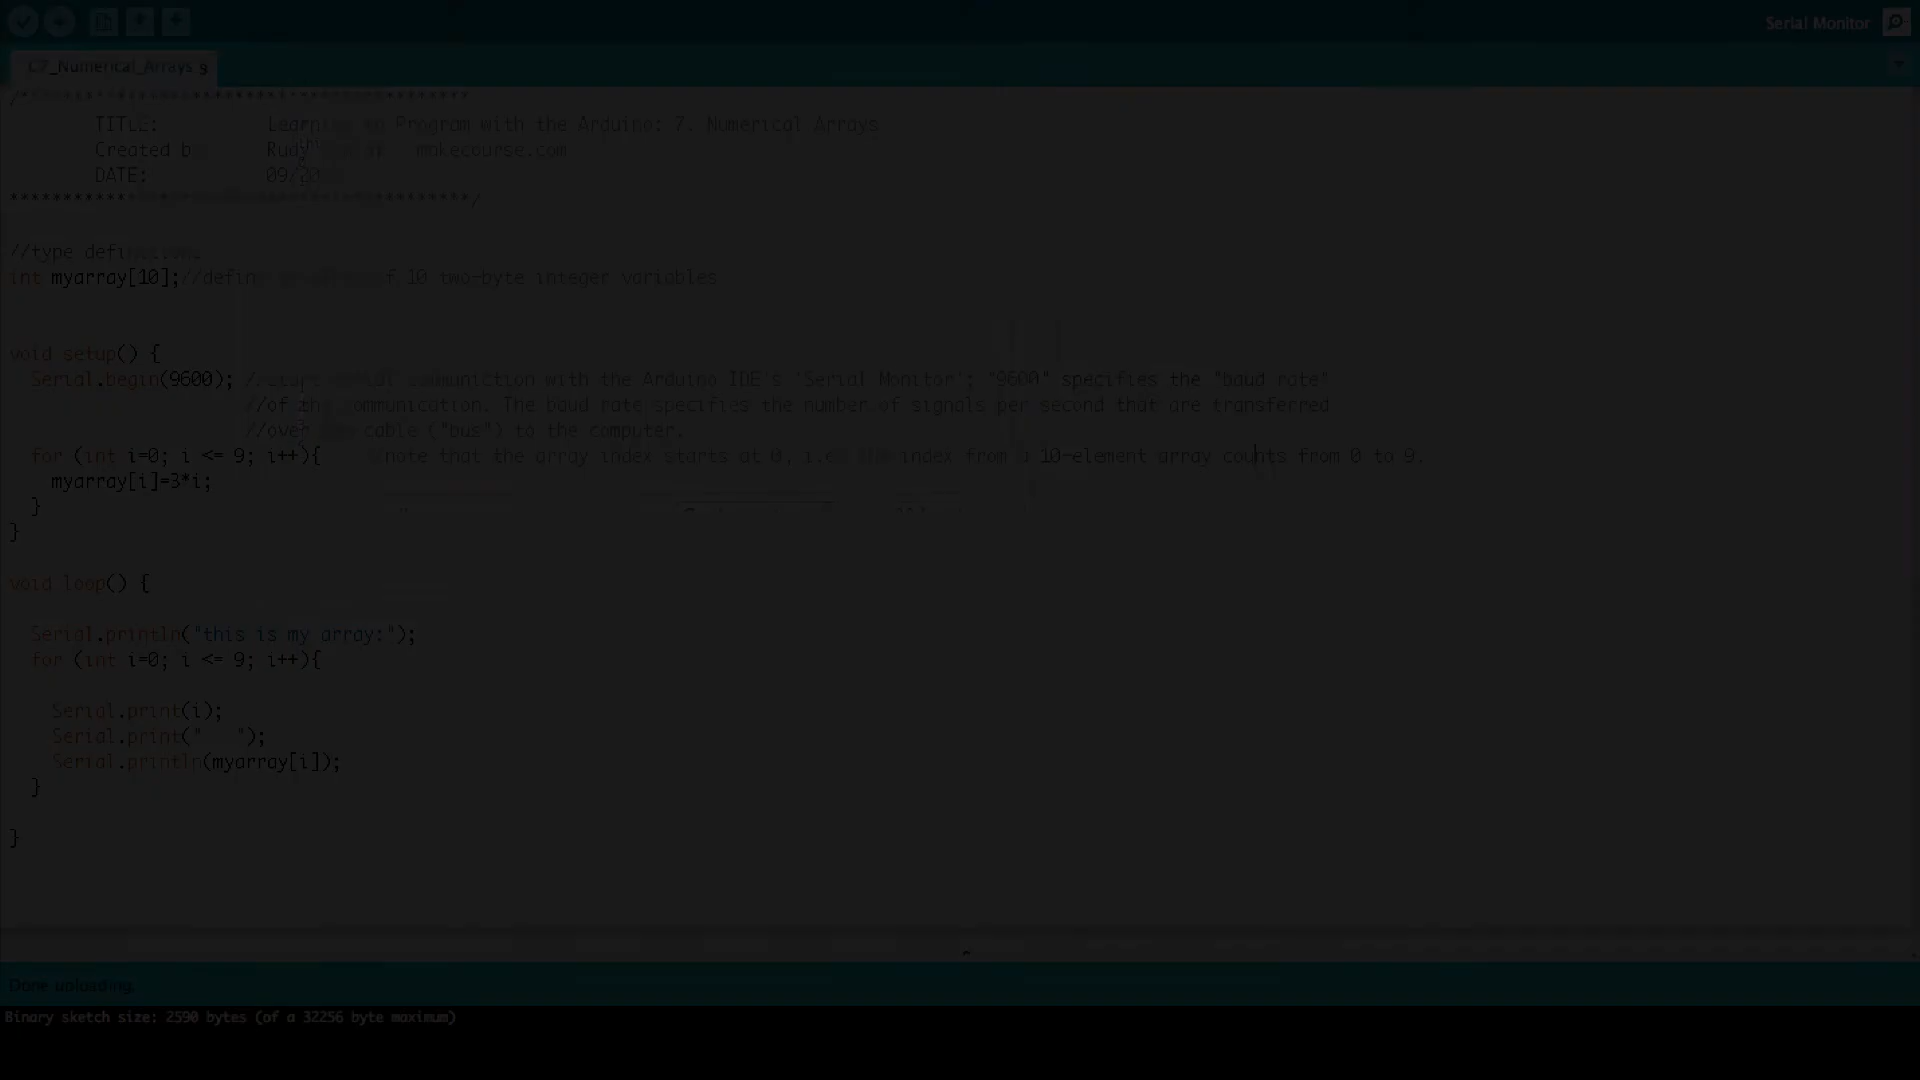 Serial Monitor
C7_Numerical_Arrays §
/*******************************************
TITLE: Program with the Arduino: 7. Numerical Arrays
Created makecourse.com
DATE:
*******************************************/
//type
int myarray[10];// 10 two-byte integer variables
void setup() {
Serial.begin(9600); // communiction with the Arduino IDE's 'Serial Monitor'; "9600" specifies the "baud rate"
//of the communication. The baud rate specifies the number of signals per second that are transferred
//over cable ("bus") to the computer.
for (int i=0; i <= 9; i++){ note that the array index starts at 0, index from a 10-element array counts from 0 to 9.
myarray[i]=3*i;
}
}
void loop() {
Serial.println("this is my array:");
for (int i=0; i <= 9; i++){
Serial.print(i);
Serial.print("   ");
Serial.println(myarray[i]);
}
}
Done uploading.
Binary sketch size: 2590 bytes (of a 32256 byte maximum)